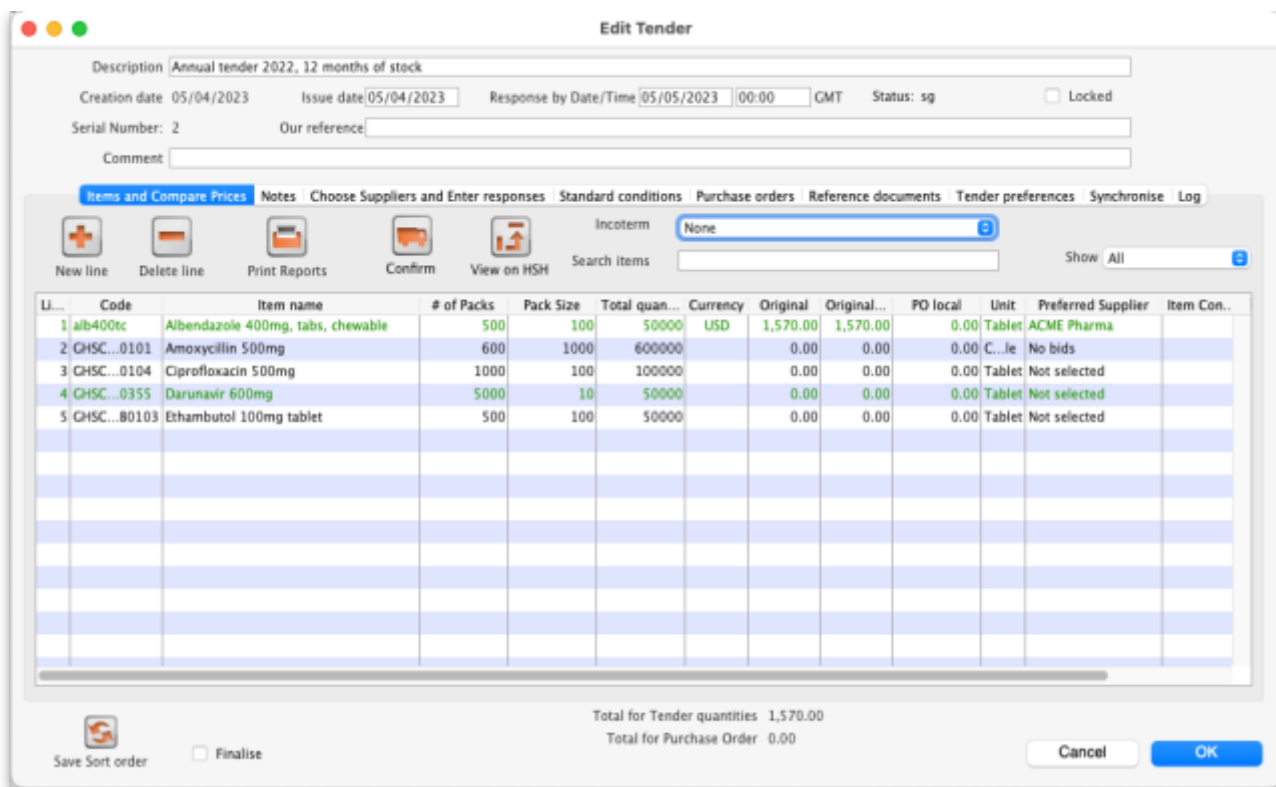 Edit Tender
Description Annual tender 2022, 12 months of stock
Creation date 05/04/2023 Issue date 05/04/2023 Response by Date/Time 05/05/2023 00:00 GMT Status: sg Locked
Serial Number: 2 Our reference
Comment
Items and Compare Prices Notes Choose Suppliers and Enter responses Standard conditions Purchase orders Reference documents Tender preferences Synchronise Log
Incoterm None
New line Delete line Print Reports Confirm View on HSH Search items Show All
Li... Code Item name # of Packs Pack Size Total quan... Currency Original Original... PO local Unit Preferred Supplier Item Con..
1 alb400tc Albendazole 400mg, tabs, chewable 500 100 50000 USD 1,570.00 1,570.00 0.00 Tablet ACME Pharma
2 GHSC...0101 Amoxycillin 500mg 600 1000 600000 0.00 0.00 0.00 C...le No bids
3 GHSC...0104 Ciprofloxacin 500mg 1000 100 100000 0.00 0.00 0.00 Tablet Not selected
4 GHSC...0355 Darunavir 600mg 5000 10 50000 0.00 0.00 0.00 Tablet Not selected
5 GHSC...80103 Ethambutol 100mg tablet 500 100 50000 0.00 0.00 0.00 Tablet Not selected
Total for Tender quantities 1,570.00
Total for Purchase Order 0.00
Save Sort order Finalise Cancel OK